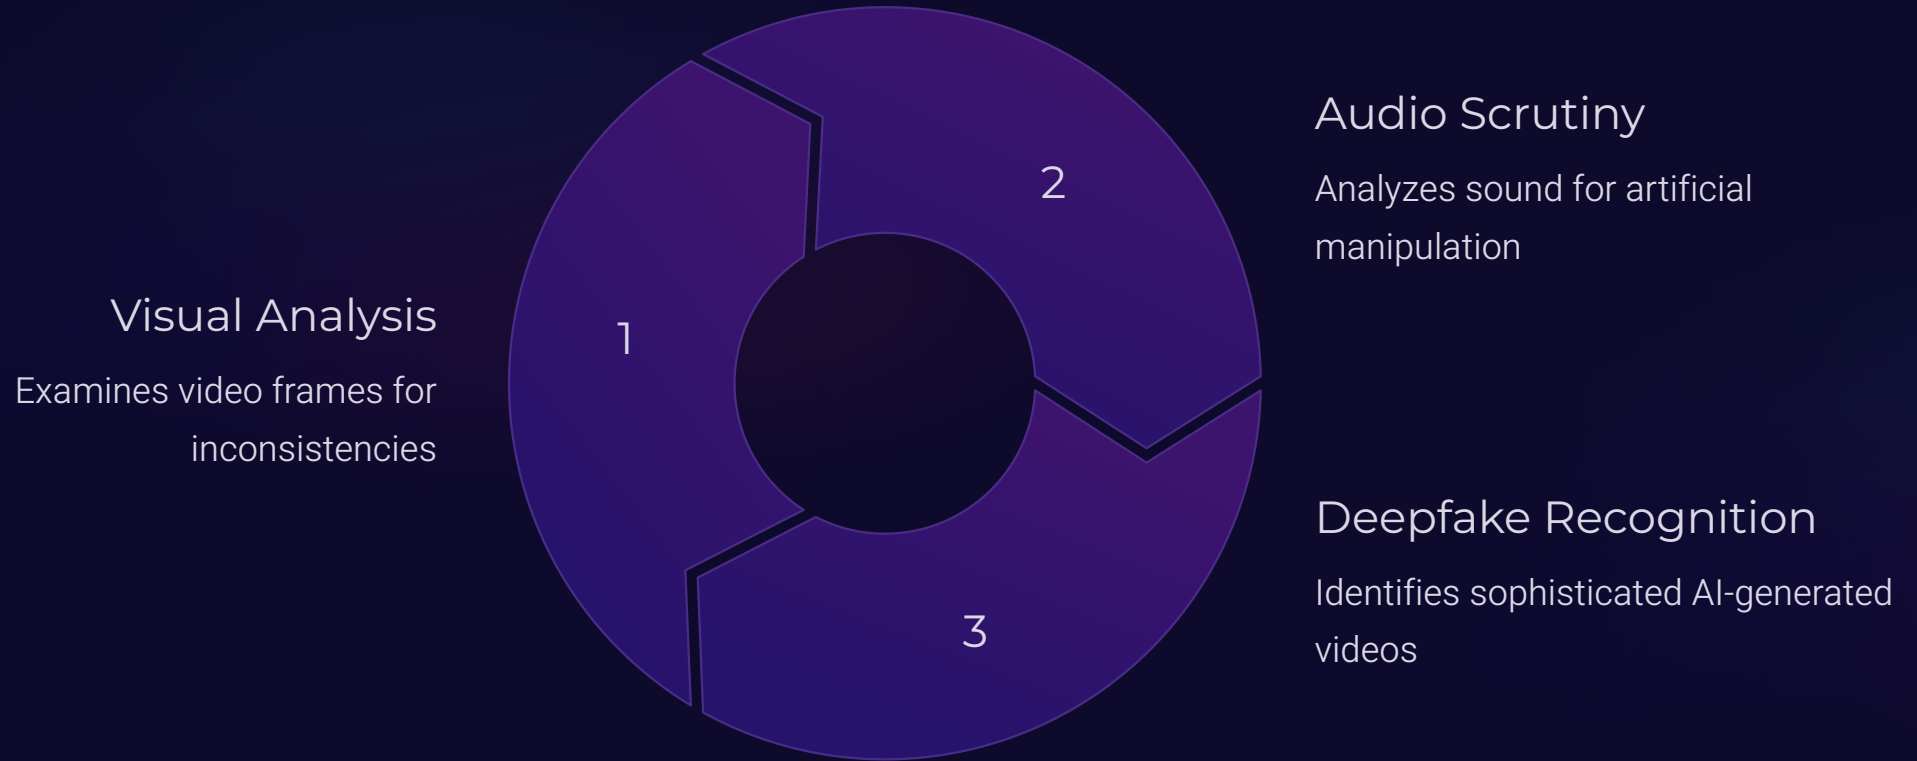 Visual Analysis
Examines video frames for
inconsistencies
1
2
Audio Scrutiny
Analyzes sound for artificial
manipulation
3
Deepfake Recognition
Identifies sophisticated AI-generated
videos